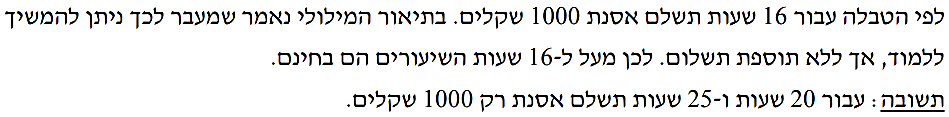 לפי הטבלה עבור 16 שעות תשלם אסנת 1000 שקלים. בתיאור המילולי נאמר שמעבר לכך ניתן להמשיך
ללמוד, אך ללא תוספת תשלום. לכן מעל ל-16 שעות השיעורים הם בחינם.
תשובה: עבור 20 שעות ו-25 שעות תשלם אסנת רק 1000 שקלים.